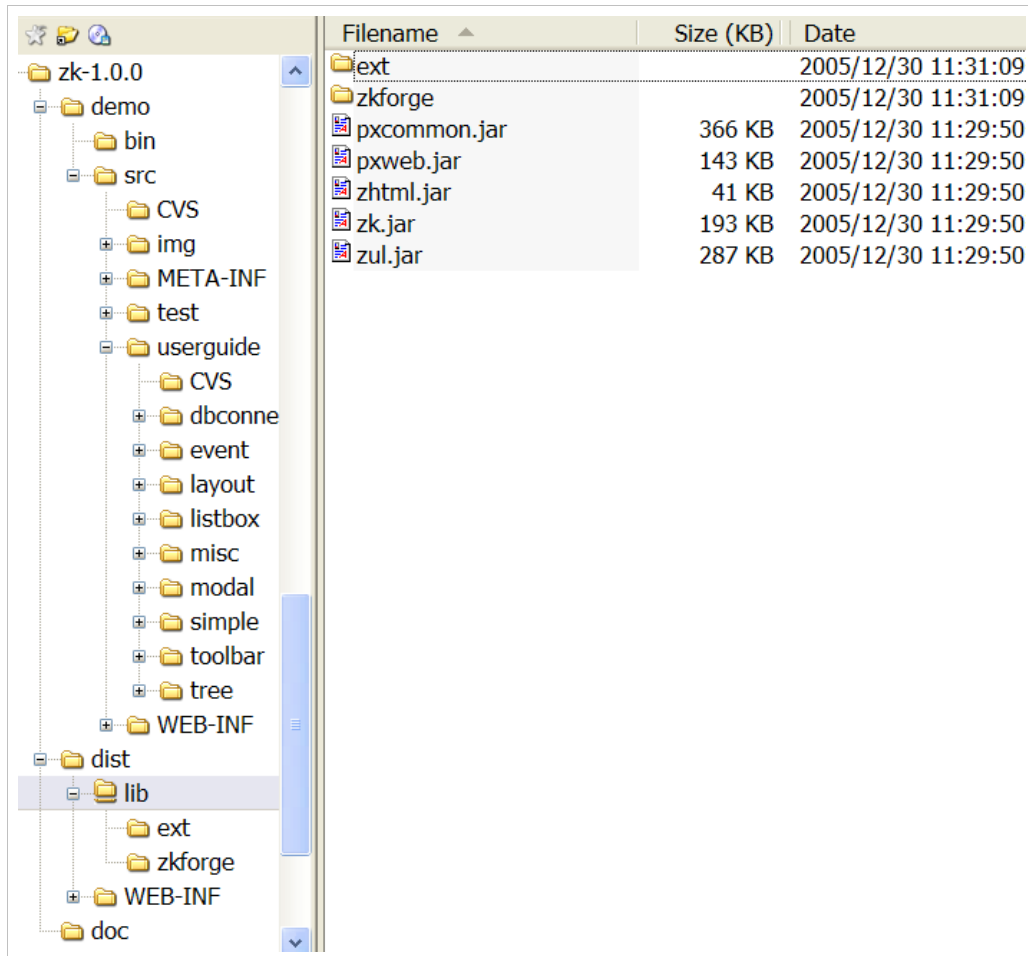 zk-1.0.0
demo
bin
src
CVS
img
META-INF
test
userguide
CVS
dbconne
event
layout
listbox
misc
modal
simple
toolbar
tree
WEB-INF
dist
lib
ext
zkforge
WEB-INF
doc
Filename Size (KB) Date
ext 2005/12/30 11:31:09
zkforge 2005/12/30 11:31:09
pxcommon.jar 366 KB 2005/12/30 11:29:50
pxweb.jar 143 KB 2005/12/30 11:29:50
zhtml.jar 41 KB 2005/12/30 11:29:50
zk.jar 193 KB 2005/12/30 11:29:50
zul.jar 287 KB 2005/12/30 11:29:50